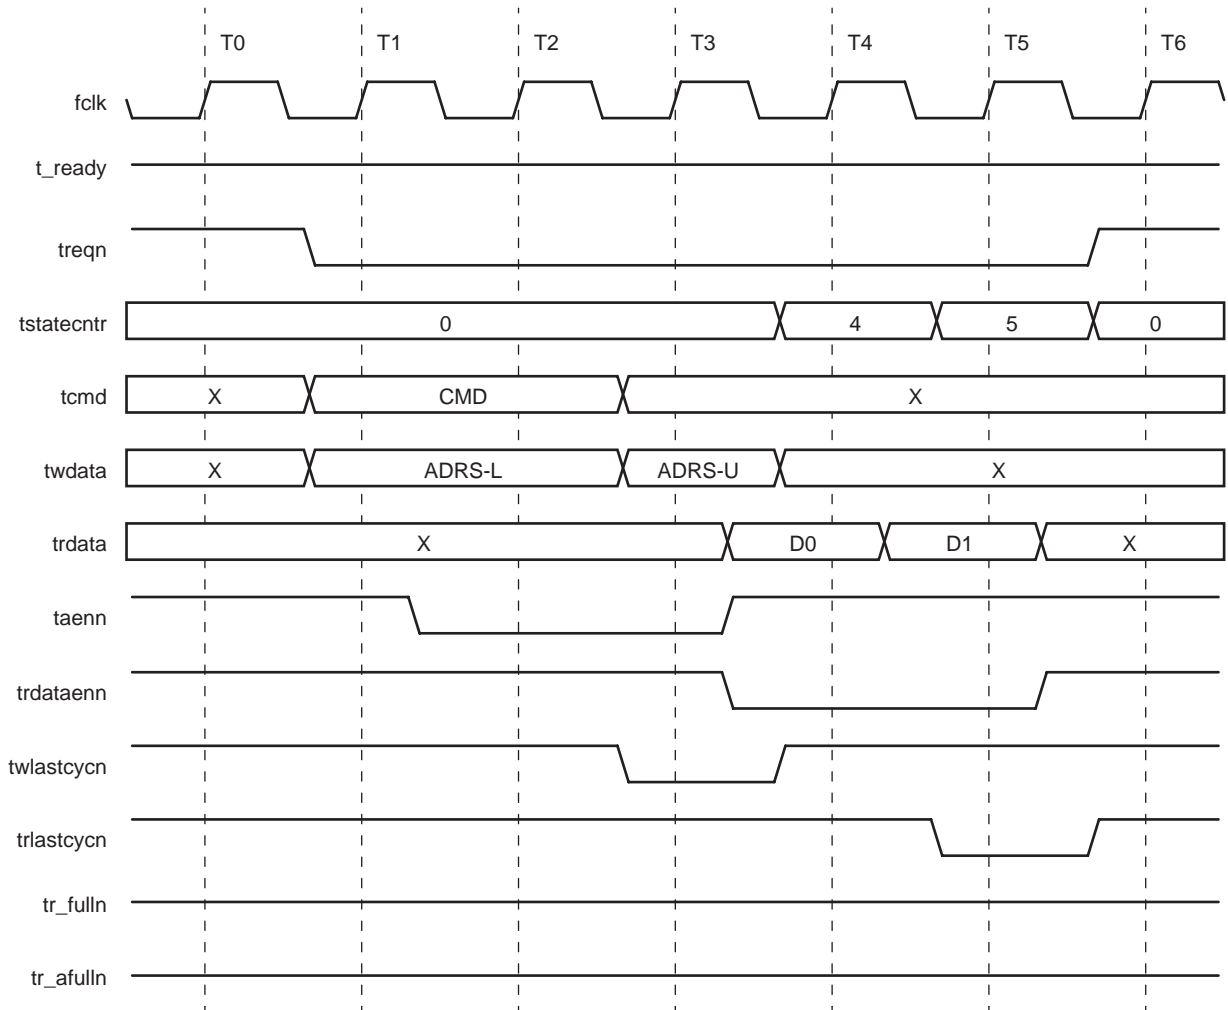 T0 T1 T2 T3 T4 T5 T6
fclk
t_ready
treqn
tstatecntr 0 4 5 0
tcmd X CMD X
twdata X ADRS-L ADRS-U X
trdata X D0 D1 X
taenn
trdataenn
twlastcycn
trlastcycn
tr_fulln
tr_afulln